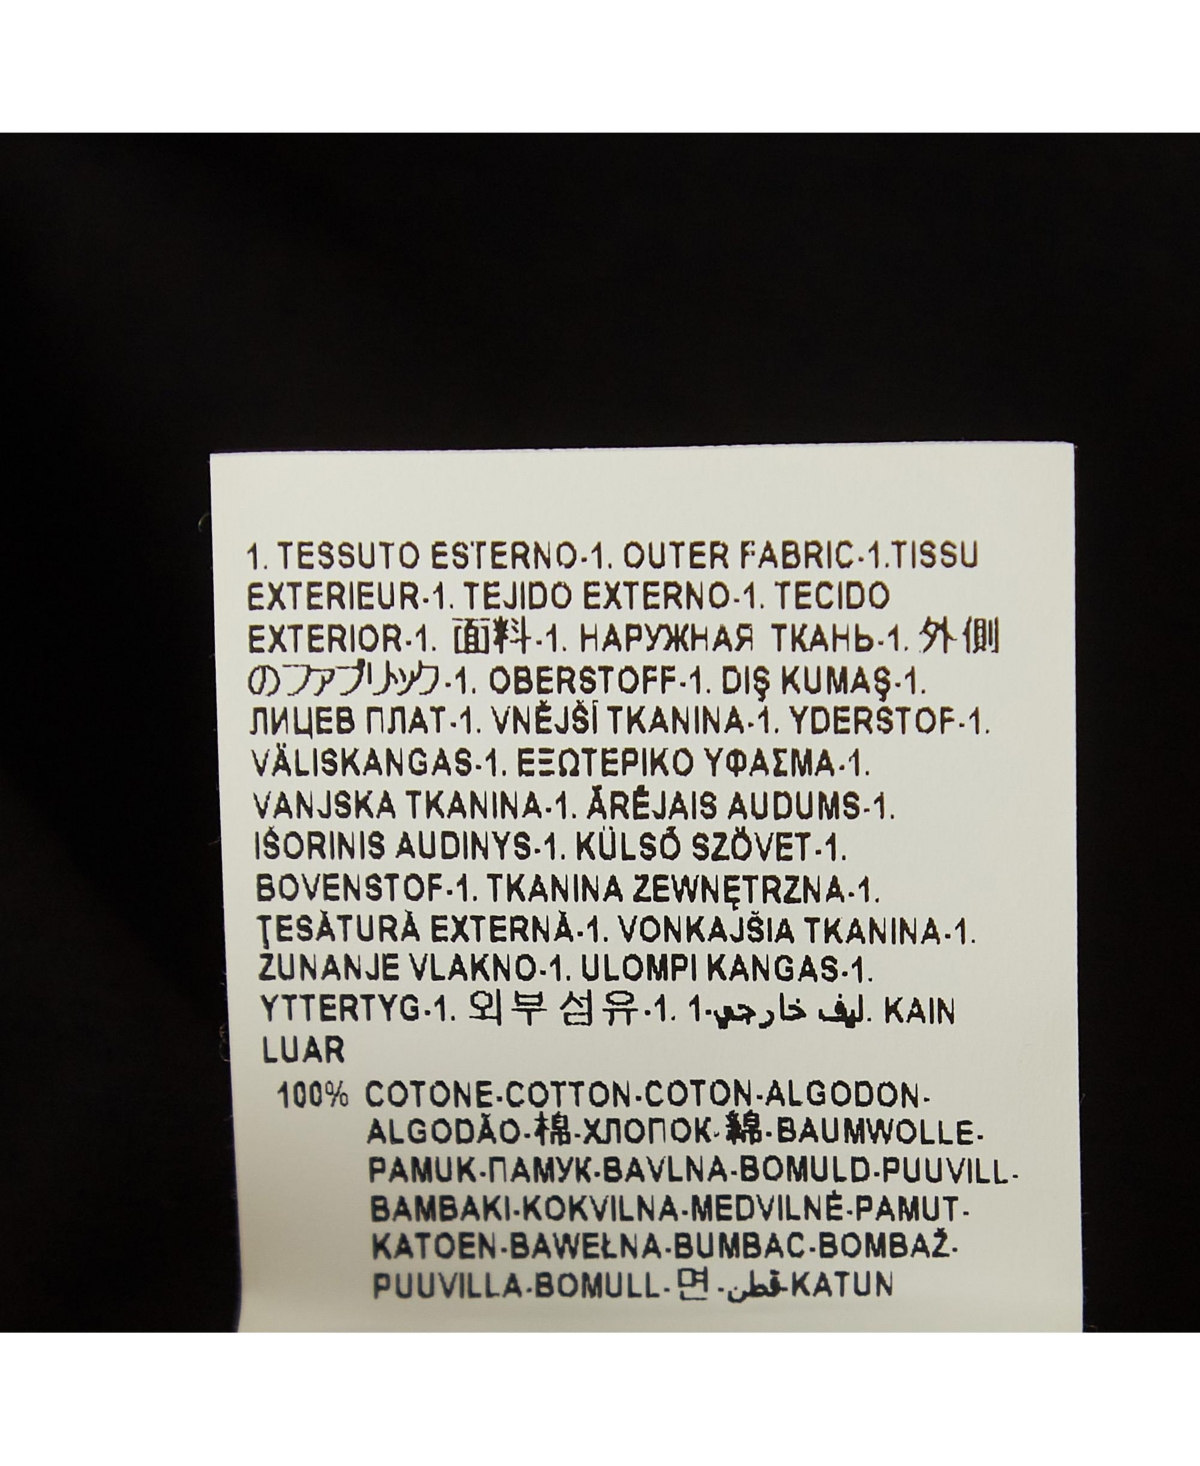 1. TESSUTO ESTERNO-1. OUTER FABRIC-1.TISSU
EXTERIEUR-1. TEJIDO EXTERNO-1. TECIDO
EXTERIOR-1. 面料-1. НАРУЖНАЯ ТКАНЬ-1. 外側
のファブリック-1. OBERSTOFF-1. DIŞ KUMAŞ-1.
ЛИЦЕВ ПЛАТ-1. VNĚJŠÍ TKANINA-1. YDERSTOF-1.
VÄLISKANGAS-1. ΕΞΩΤΕΡΙΚΟ ΥΦΑΣΜΑ-1.
VANJSKA TKANINA-1. ĀRĒJAIS AUDUMS-1.
IŠORINIS AUDINYS-1. KÜLSŐ SZÖVET-1.
BOVENSTOF-1. TKANINA ZEWNĘTRZNA-1.
ŢESĂTURĂ EXTERNĂ-1. VONKAJŠIA TKANINA-1.
ZUNANJE VLAKNO-1. ULOMPI KANGAS-1.
YTTERTYG-1. 외부 섬유-1. 1-ليف خارجي. KAIN
LUAR
100% COTONE-COTTON-COTON-ALGODON-
ALGODÃO-棉-ХЛОПОК-綿-BAUMWOLLE-
PAMUK-ПАМУК-BAVLNA-BOMULD-PUUVILL-
BAMBAKI-KOKVILNA-MEDVILNĖ-PAMUT-
KATOEN-BAWEŁNA-BUMBAC-BOMBAŽ-
PUUVILLA-BOMULL-면-قطن-KATUN